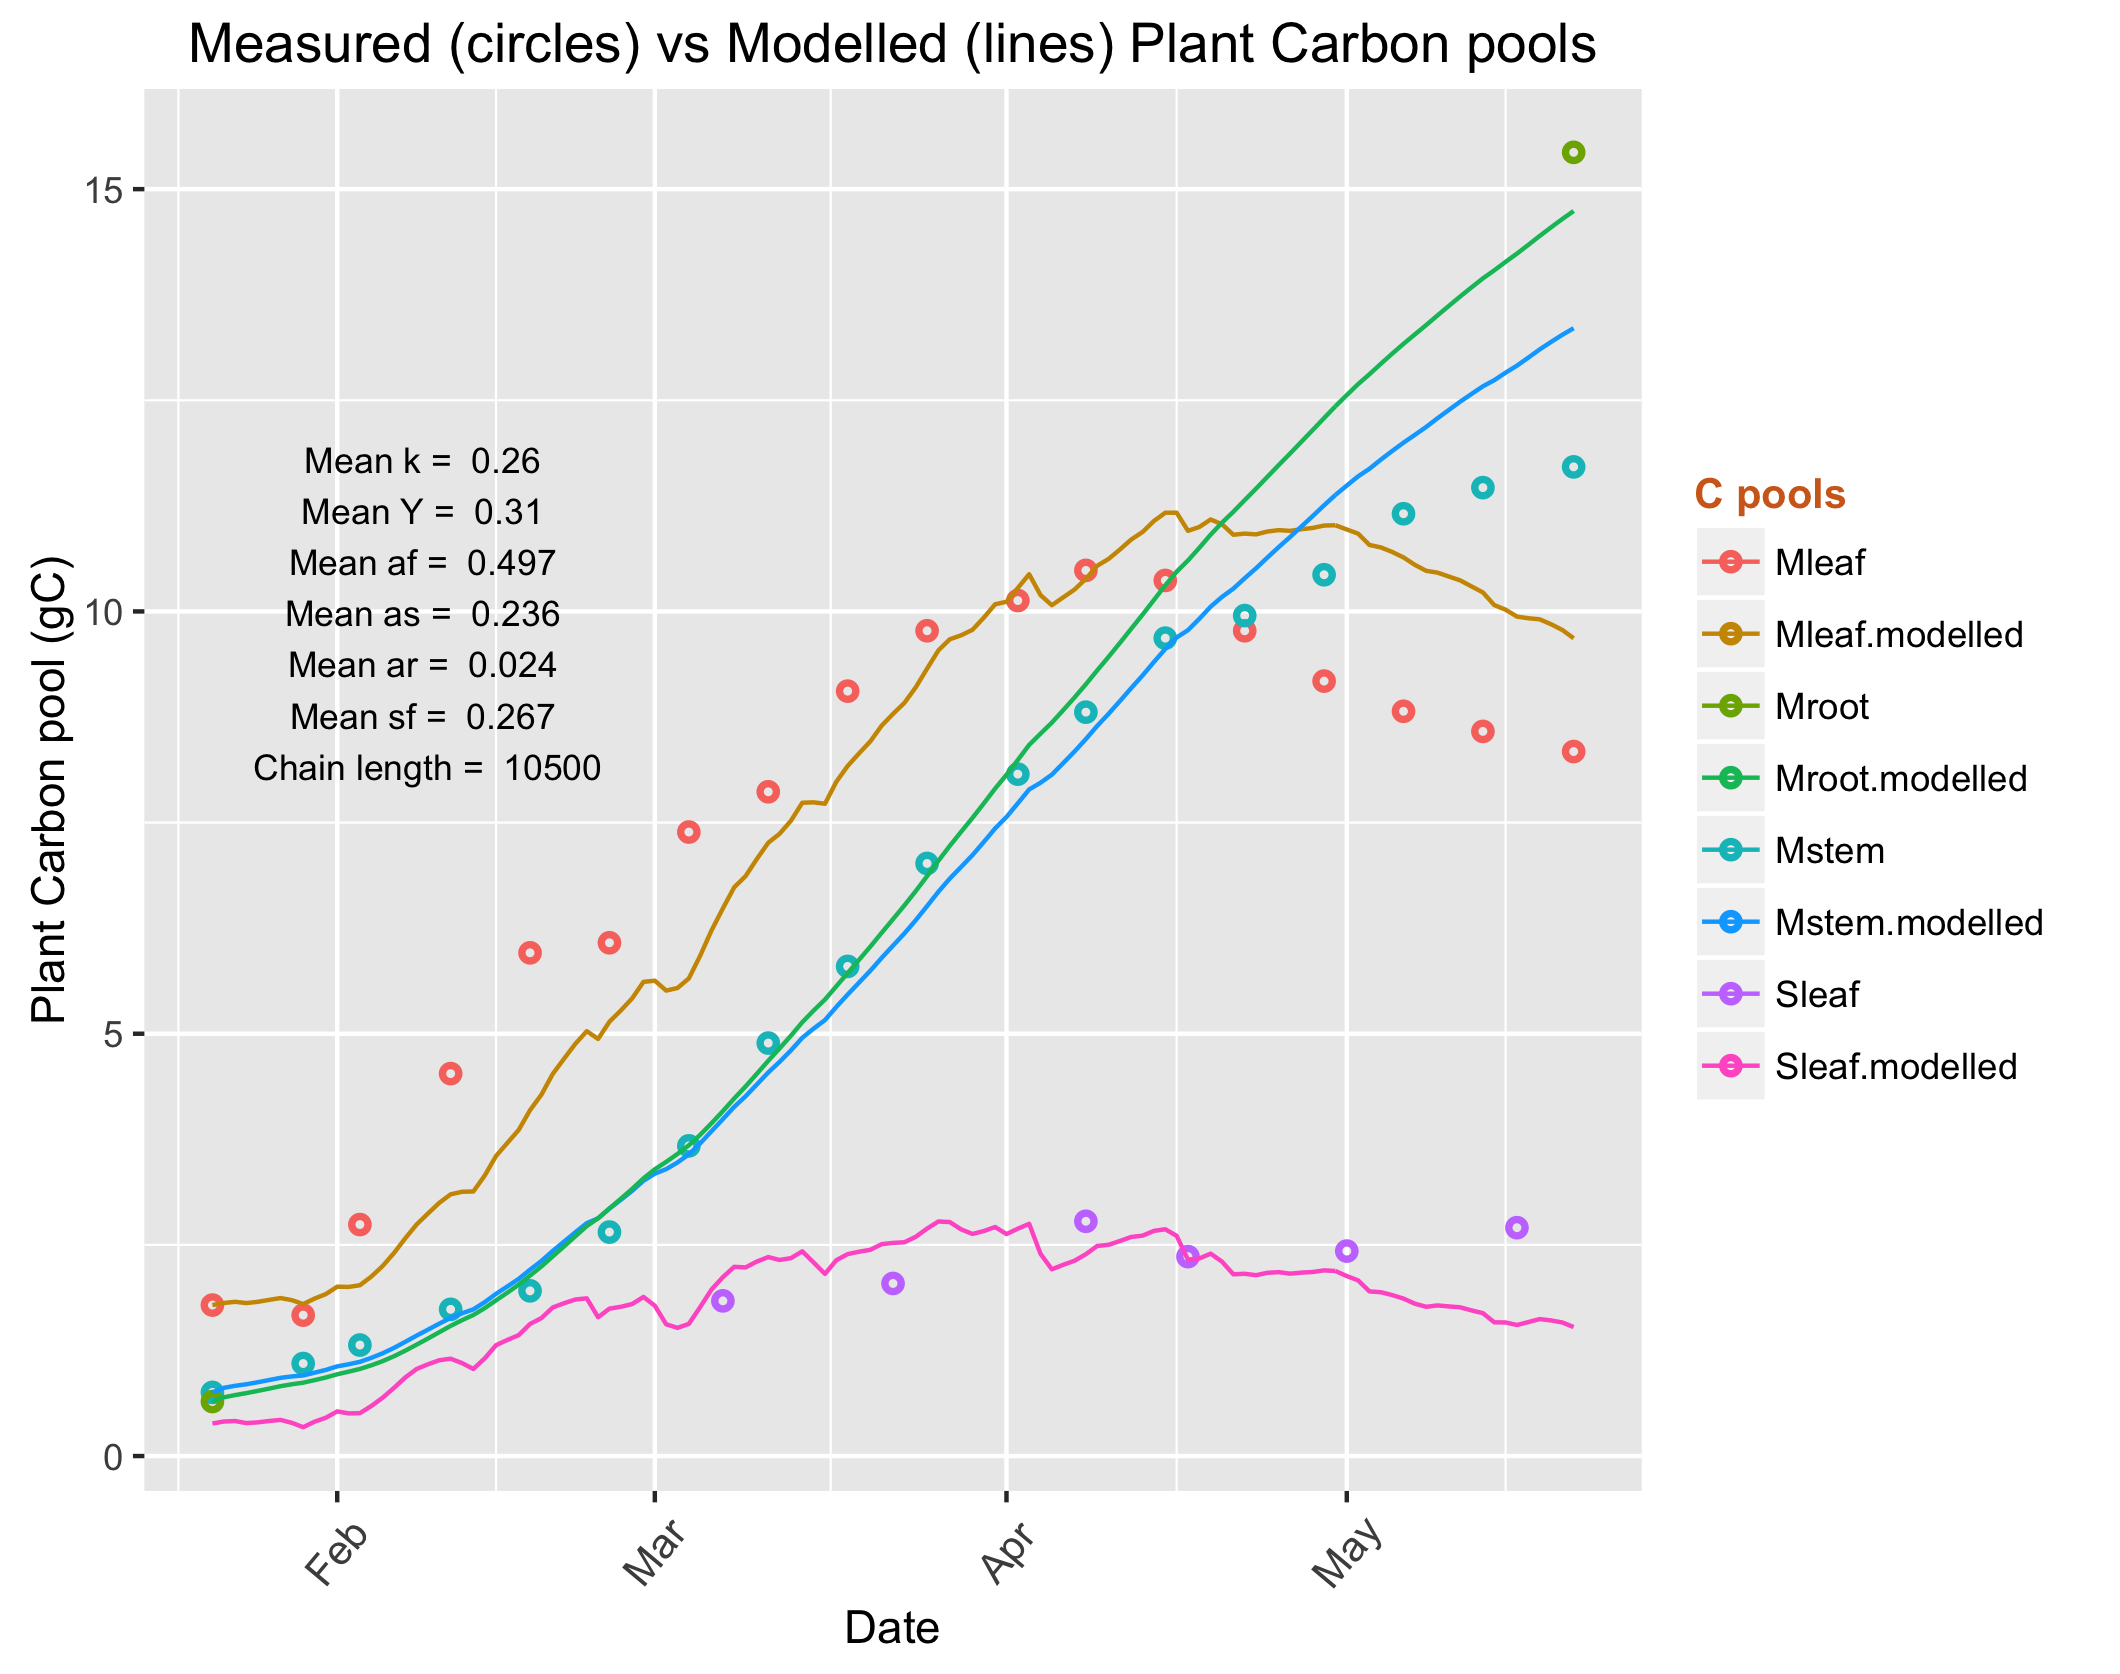 Measured (circles) vs Modelled (lines) Plant Carbon pools
Plant Carbon pool (gC)
15
10
5
0
Mean k = 0.26
Mean Y = 0.31
Mean af = 0.497
Mean as = 0.236
Mean ar = 0.024
Mean sf = 0.267
Chain length = 10500
Feb
Mar
Apr
May
Date
C pools
Mleaf
Mleaf.modelled
Mroot
Mroot.modelled
Mstem
Mstem.modelled
Sleaf
Sleaf.modelled